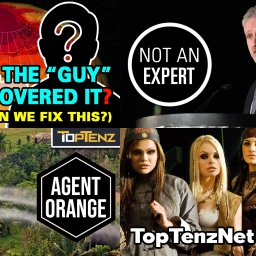 ?
THE "GUY"
OVERED IT?
N WE FIX THIS?)
NOT AN
EXPERT
TOPTENZ
AGENT
ORANGE
TopTenzNet